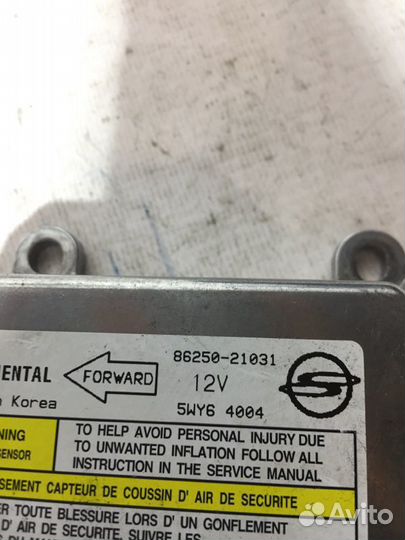 86250-21031
ENTAL FORWARD 12V
Korea 5WY6 4004
NING TO HELP AVOID PERSONAL INJURY DUE
SENSOR TO UNWANTED INFLATION FOLLOW ALL
INSTRUCTION IN THE SERVICE MANUAL
SEMENT CAPTEUR DE COUSSIN D' AIR DE SECURITE
ER TOUTE BLESSURE LORS D' UN GONFLEMENT
D' AIR DE SECURITE, SUIVRE LES
Avito